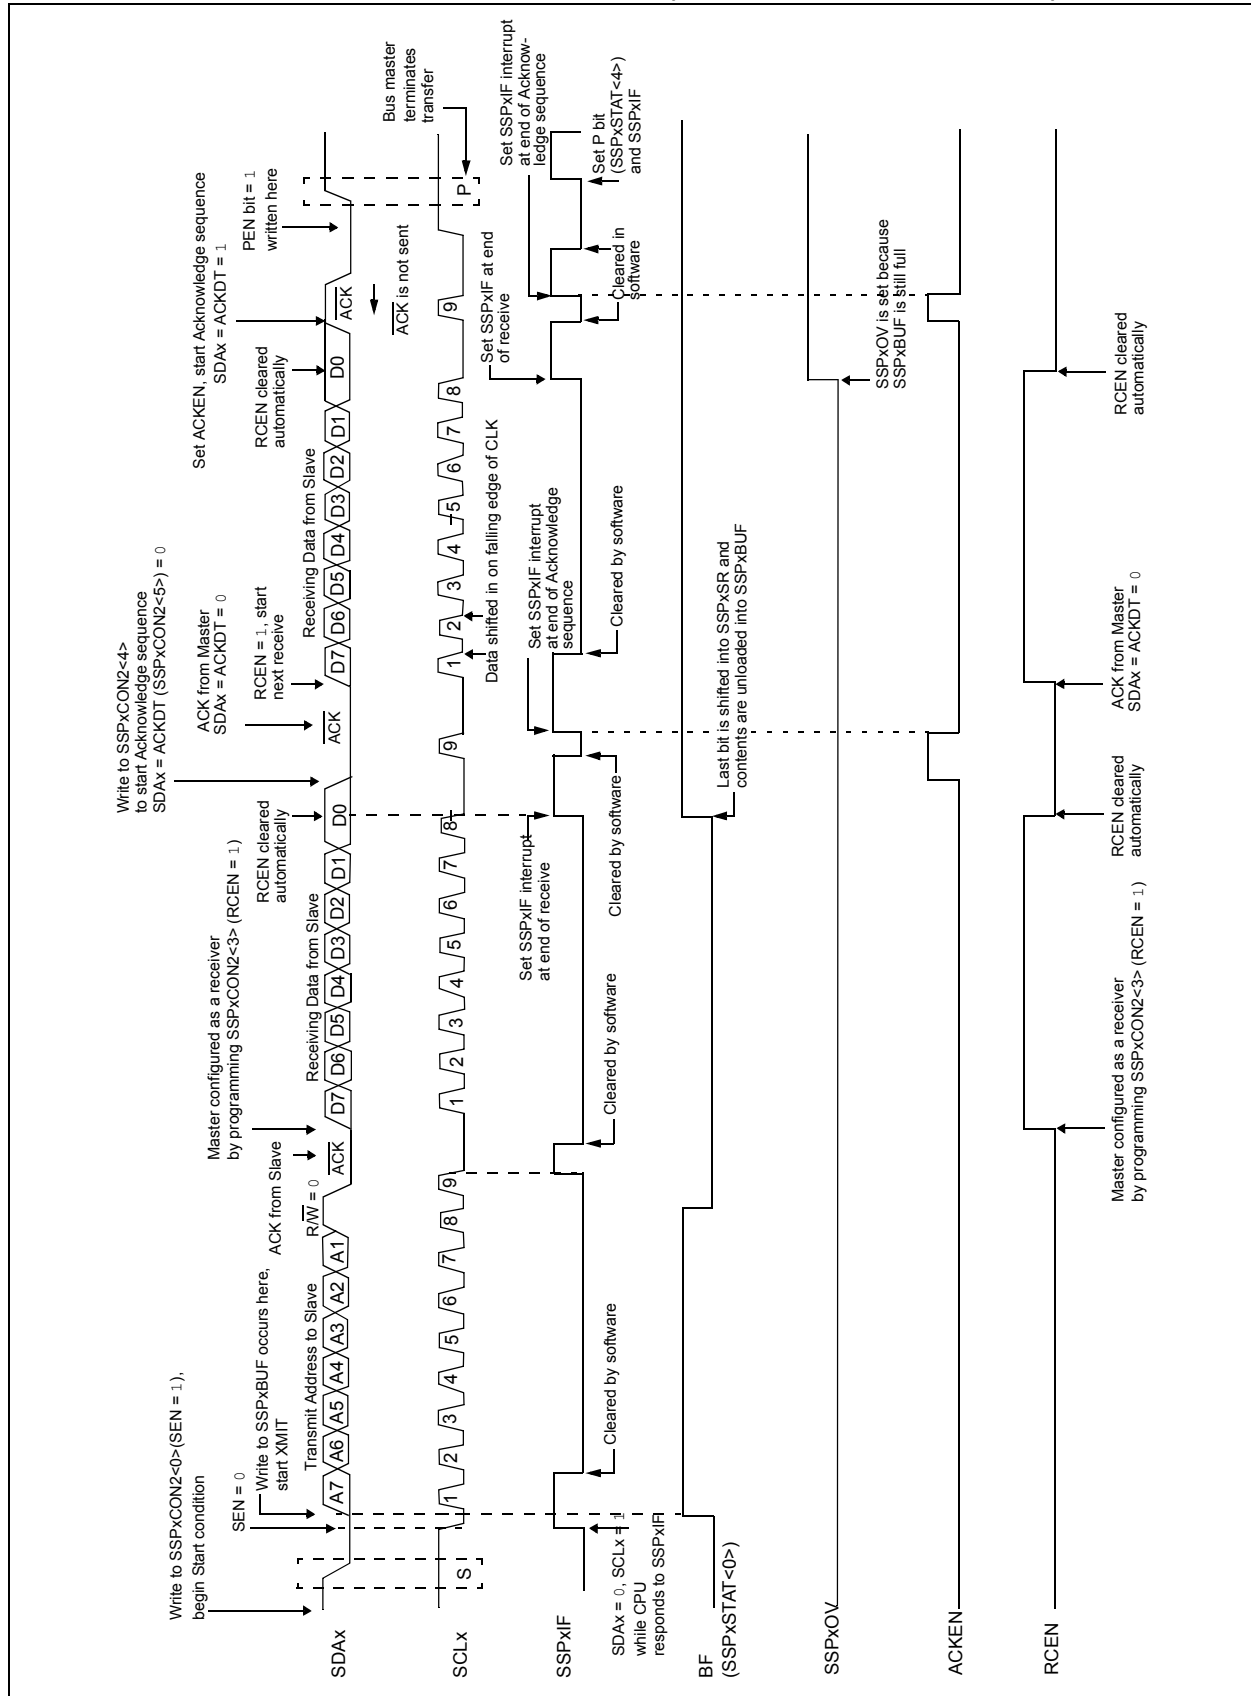 Write to SSPxCON2<0>(SEN = 1),
begin Start condition
SEN = 0
Write to SSPxBUF occurs here,
start XMIT
Write to SSPxCON2<4>
to start Acknowledge sequence
SDAx = ACKDT (SSPxCON2<5>) = 0
Master configured as a receiver
by programming SSPxCON2<3> (RCEN = 1)
ACK from Slave
RCEN cleared
automatically
ACK from Master
SDAx = ACKDT = 0
RCEN = 1, start
next receive
Set ACKEN, start Acknowledge sequence
SDAx = ACKDT = 1
RCEN cleared
automatically
PEN bit = 1
written here
Transmit Address to Slave
R/W = 0
Receiving Data from Slave
Receiving Data from Slave
SDAx
A7 A6 A5 A4 A3 A2 A1
ACK
D7 D6 D5 D4 D3 D2 D1 D0
ACK
D7 D6 D5 D4 D3 D2 D1 D0
ACK
ACK is not sent
Bus master
terminates
transfer
SCLx
S
1 2 3 4 5 6 7 8 9
1 2 3 4 5 6 7 8 9
1 2 3 4 5 6 7 8 9
P
Data shifted in on falling edge of CLK
Set SSPxIF interrupt
at end of receive
Set SSPxIF interrupt
at end of Acknowledge
sequence
Set SSPxIF at end
of receive
Set SSPxIF interrupt
at end of Acknow-
ledge sequence
SSPxIF
SDAx = 0, SCLx = 1
while CPU
responds to SSPxIF
Cleared by software
Cleared by software
Cleared by software
Cleared by software
Cleared in
software
Set P bit
(SSPxSTAT<4>)
and SSPxIF
BF
(SSPxSTAT<0>)
Last bit is shifted into SSPxSR and
contents are unloaded into SSPxBUF
SSPxOV
SSPxOV is set because
SSPxBUF is still full
ACKEN
RCEN
Master configured as a receiver
by programming SSPxCON2<3> (RCEN = 1)
RCEN cleared
automatically
ACK from Master
SDAx = ACKDT = 0
RCEN cleared
automatically